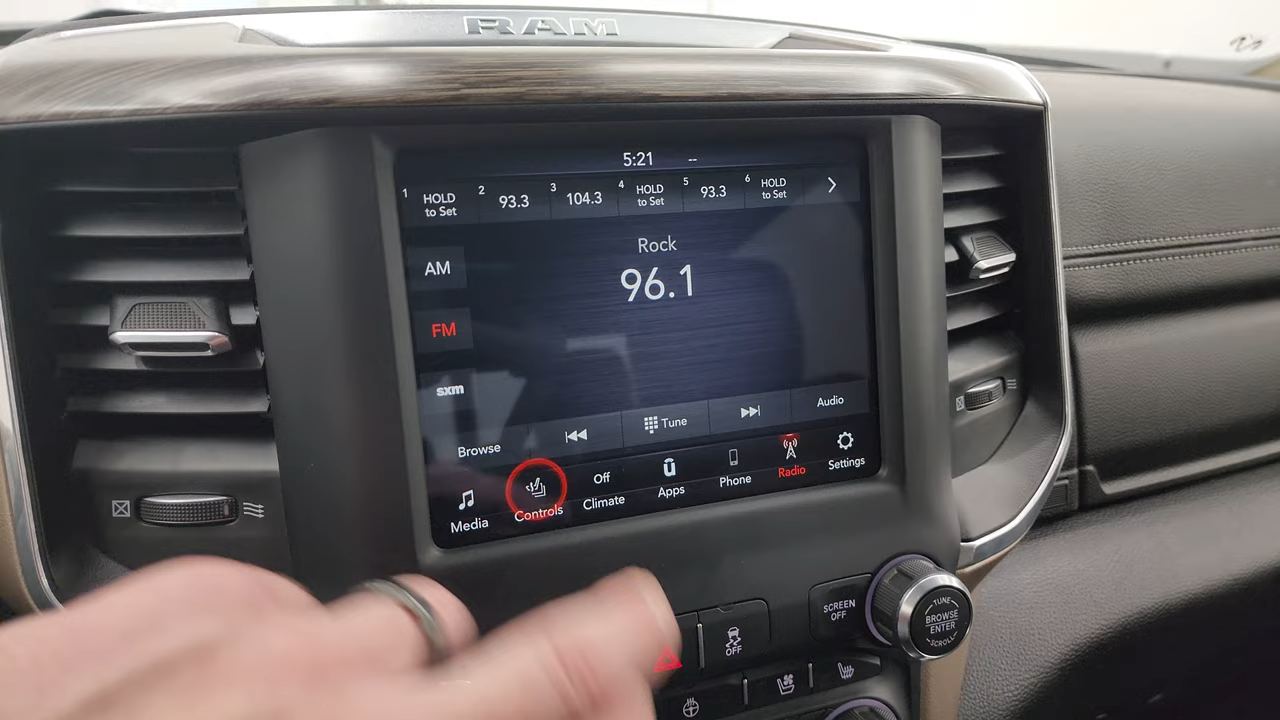 RAM
5:21 --
1 HOLD to Set
2 93.3
3 104.3
4 HOLD to Set
5 93.3
6 HOLD to Set
Rock
96.1
AM
FM
sxm
Browse
Tune
Audio
Media
Controls
Off
Climate
Apps
Phone
Radio
Settings
OFF
SCREEN
OFF
TUNE
BROWSE
ENTER
SCROLL